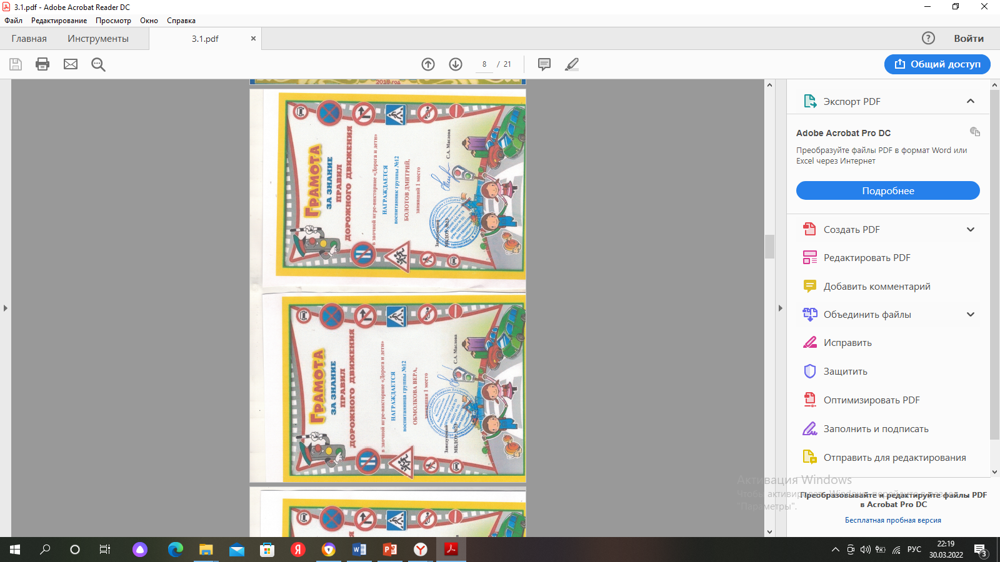 3.1.pdf - Adobe Acrobat Reader DC
Файл Редактирование Просмотр Окно Справка
Главная Инструменты 3.1.pdf × Войти
8 / 21 Общий доступ
2018 год
ГРАМОТА
ЗА ЗНАНИЕ
ПРАВИЛ
ДОРОЖНОГО ДВИЖЕНИЯ
в заочной игре-викторине «Дорога и дети»
НАГРАЖДАЕТСЯ
воспитанник группы №12
БОЛОТОВ ДМИТРИЙ,
занявший 1 место
Заведующий
МБДОУ №23 С.А. Маслова
ГРАМОТА
ЗА ЗНАНИЕ
ПРАВИЛ
ДОРОЖНОГО ДВИЖЕНИЯ
в заочной игре-викторине «Дорога и дети»
НАГРАЖДАЕТСЯ
воспитанница группы №12
ОБМОЛКОВА ВЕРА,
занявшая 1 место
Заведующий
МБДОУ №23 С.А. Маслова
Экспорт PDF
Adobe Acrobat Pro DC
Преобразуйте файлы PDF в формат Word или
Excel через Интернет
Подробнее
Создать PDF
Редактировать PDF
Добавить комментарий
Объединить файлы
Исправить
Защитить
Оптимизировать PDF
Заполнить и подписать
Отправить для редактирования
Активация Windows
Чтобы активировать Windows, перейдите в раздел
"Параметры".
Преобразовывайте и редактируйте файлы PDF
в Acrobat Pro DC
Бесплатная пробная версия
РУС
22:19
30.03.2022
3